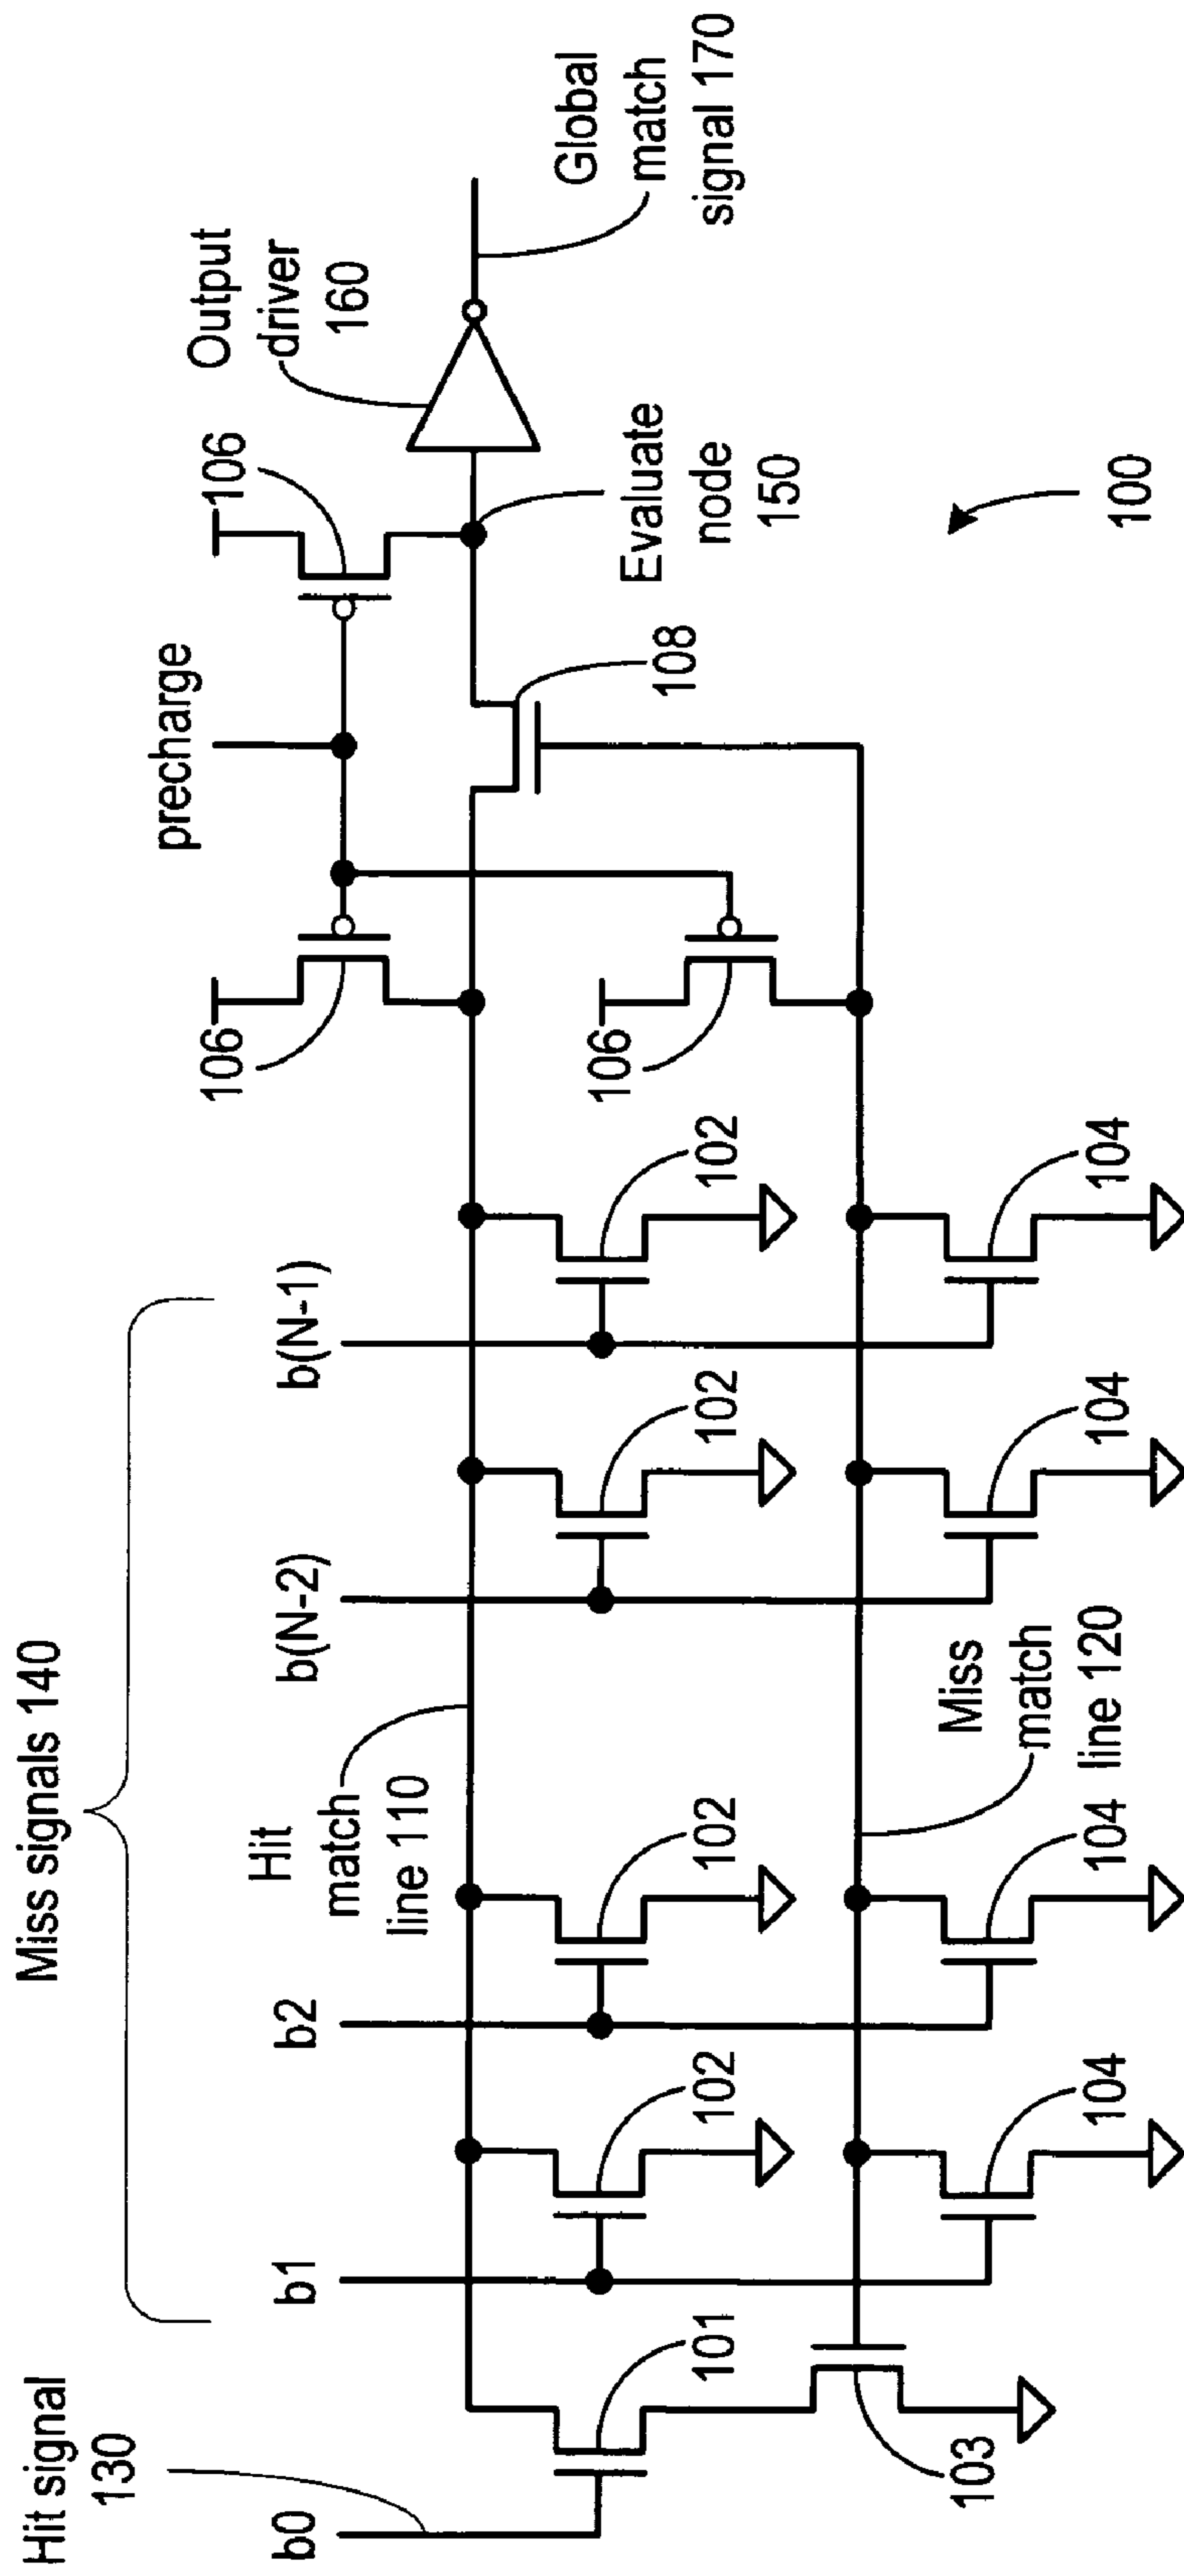 Hit signal
130
Miss signals 140
b0
b1
b2
b(N-2)
b(N-1)
precharge
Hit
match
line 110
106
106
106
Output
driver
160
Global
match
signal 170
Evaluate
node
150
108
101
102
102
102
102
103
Miss
match
line 120
104
104
104
104
100